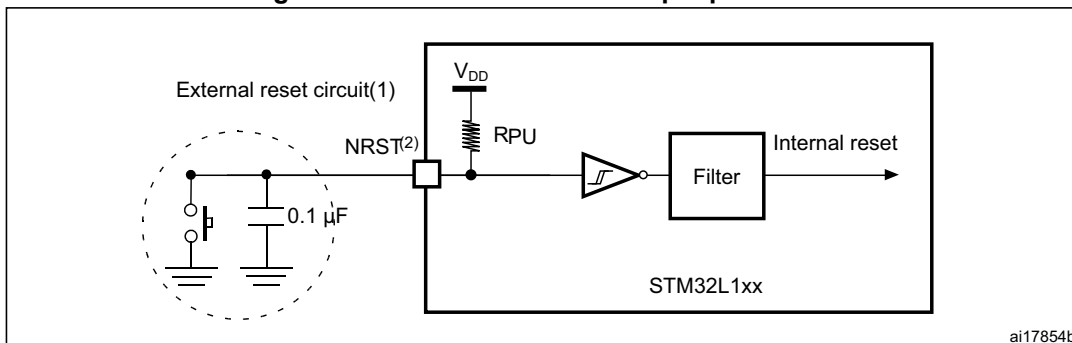 External reset circuit(1)
VDD
RPU
NRST(2)
Internal reset
Filter
0.1 µF
STM32L1xx
ai17854b